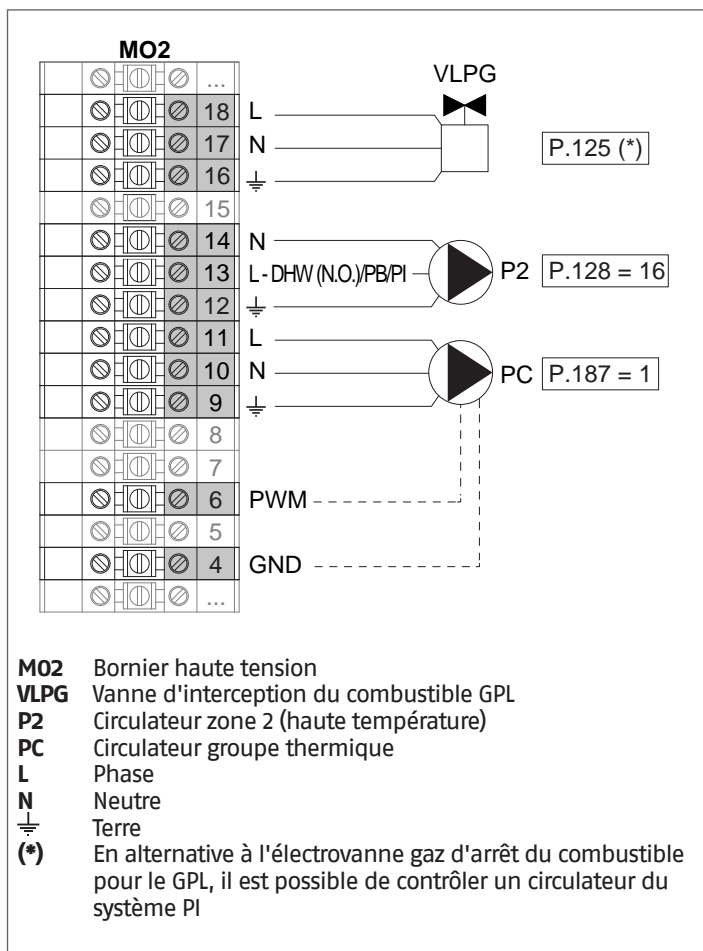 MO2
...
18 L
17 N
16 ⏚
15
14 N
13 L - DHW (N.O.)/PB/PI
12 ⏚
11 L
10 N
9 ⏚
8
7
6 PWM
5
4 GND
...
VLPG
P.125 (*)
P2 P.128 = 16
PC P.187 = 1
M02 Bornier haute tension
VLPG Vanne d'interception du combustible GPL
P2 Circulateur zone 2 (haute température)
PC Circulateur groupe thermique
L Phase
N Neutre
⏚ Terre
(*) En alternative à l'électrovanne gaz d'arrêt du combustible
pour le GPL, il est possible de contrôler un circulateur du
système PI